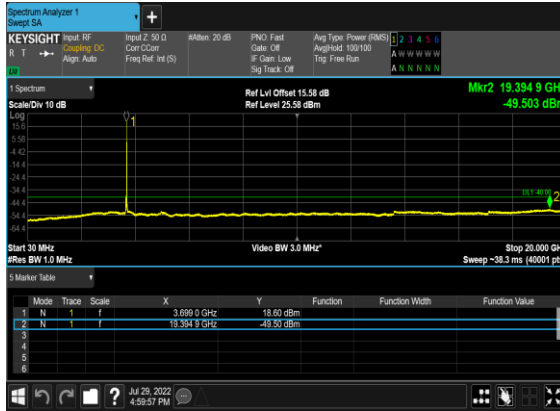 Spectrum Analyzer 1
Swept SA
+
KEYSIGHT Input: RF Input Z: 50 Ω #Atten: 20 dB PNO: Fast Avg Type: Power (RMS) 1 2 3 4 5 6
R T Coupling: DC Corr CCorr Gate: Off Avg|Hold: 100/100 A W W W W W
Align: Auto Freq Ref: Int (S) IF Gain: Low Trig: Free Run
LU Sig Track: Off A N N N N N
1 Spectrum Ref Lvl Offset 15.58 dB Mkr2 19.394 9 GH
Scale/Div 10 dB Ref Level 25.58 dBm -49.503 dB
Log
15.6
5.58
-4.42
-14.4
-24.4
-34.4
-44.4
-54.4
-64.4
1
2
Start 30 MHz Video BW 3.0 MHz* Stop 20.000 G
#Res BW 1.0 MHz Sweep ~38.3 ms (40001 pt
5 Marker Table
Mode Trace Scale X Y Function Function Width Function Value
1 N 1 f 3.699 0 GHz 18.60 dBm
2 N 1 f 19.394 9 GHz -49.50 dBm
3
4
5
6
? Jul 29, 2022
4:59:57 PM